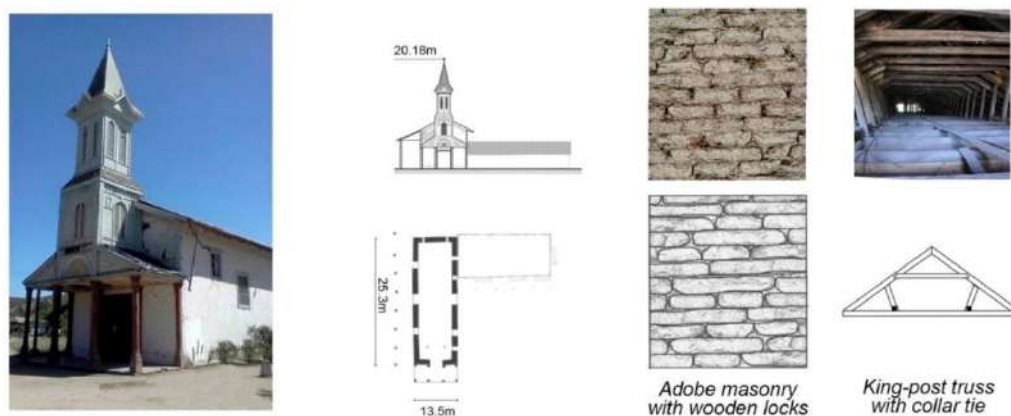 20.18m
25.3m
13.5m
Adobe masonry
with wooden locks
King-post truss
with collar tie